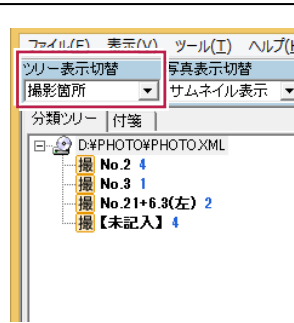 ファイル(F) 表示(V) ツール(T) ヘルプ(H
ツリー表示切替 写真表示切替
撮影箇所 サムネイル表示
分類ツリー 付箋
D:¥PHOTO¥PHOTO.XML
撮 No.2 4
撮 No.3 1
撮 No.21+6.3(左) 2
撮 【未記入】 4